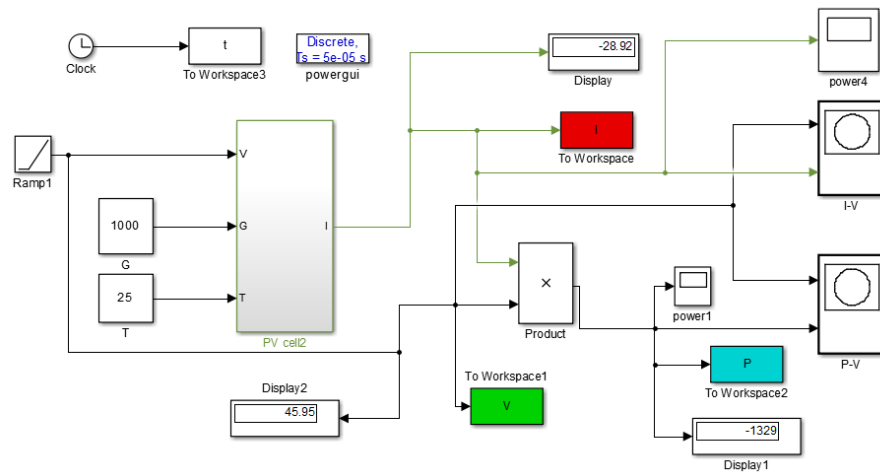 t
Clock
To Workspace3
Discrete,
Ts = 5e-05 s
powergui
-28.92
Display
power4
I
To Workspace
I-V
Ramp1
V
1000
G
G
I
25
T
T
PV cell2
×
Product
power1
P-V
P
To Workspace2
To Workspace1
V
Display2
45.95
-1329
Display1